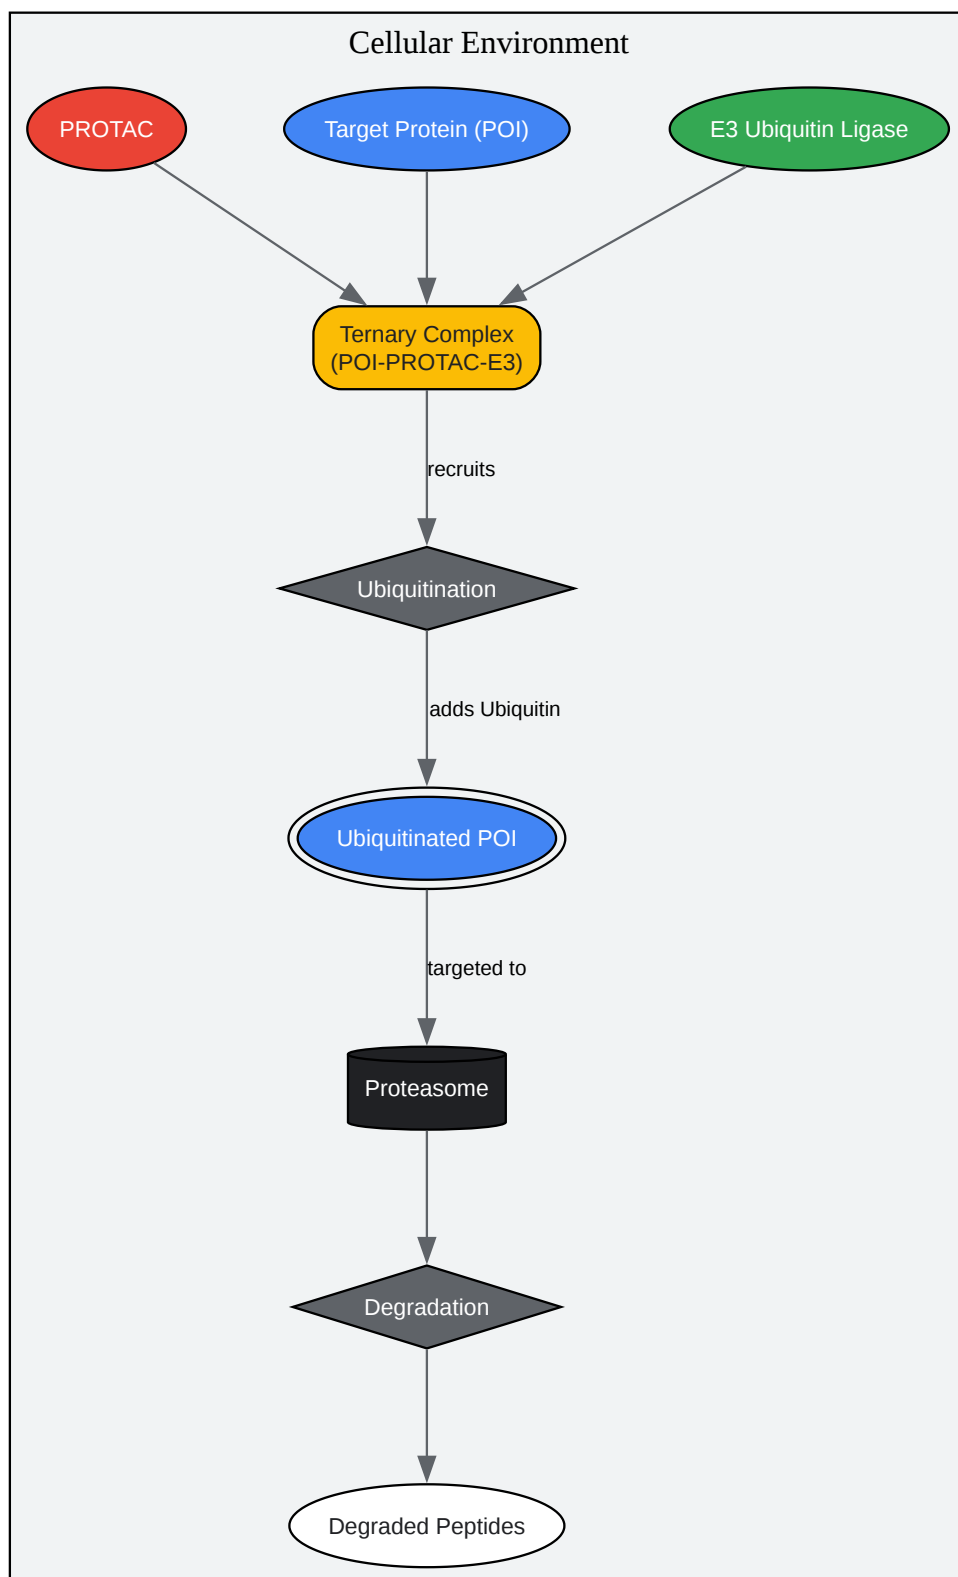 Cellular Environment
PROTAC
Target Protein (POI)
E3 Ubiquitin Ligase
Ternary Complex
(POI-PROTAC-E3)
recruits
Ubiquitination
adds Ubiquitin
Ubiquitinated POI
targeted to
Proteasome
Degradation
Degraded Peptides